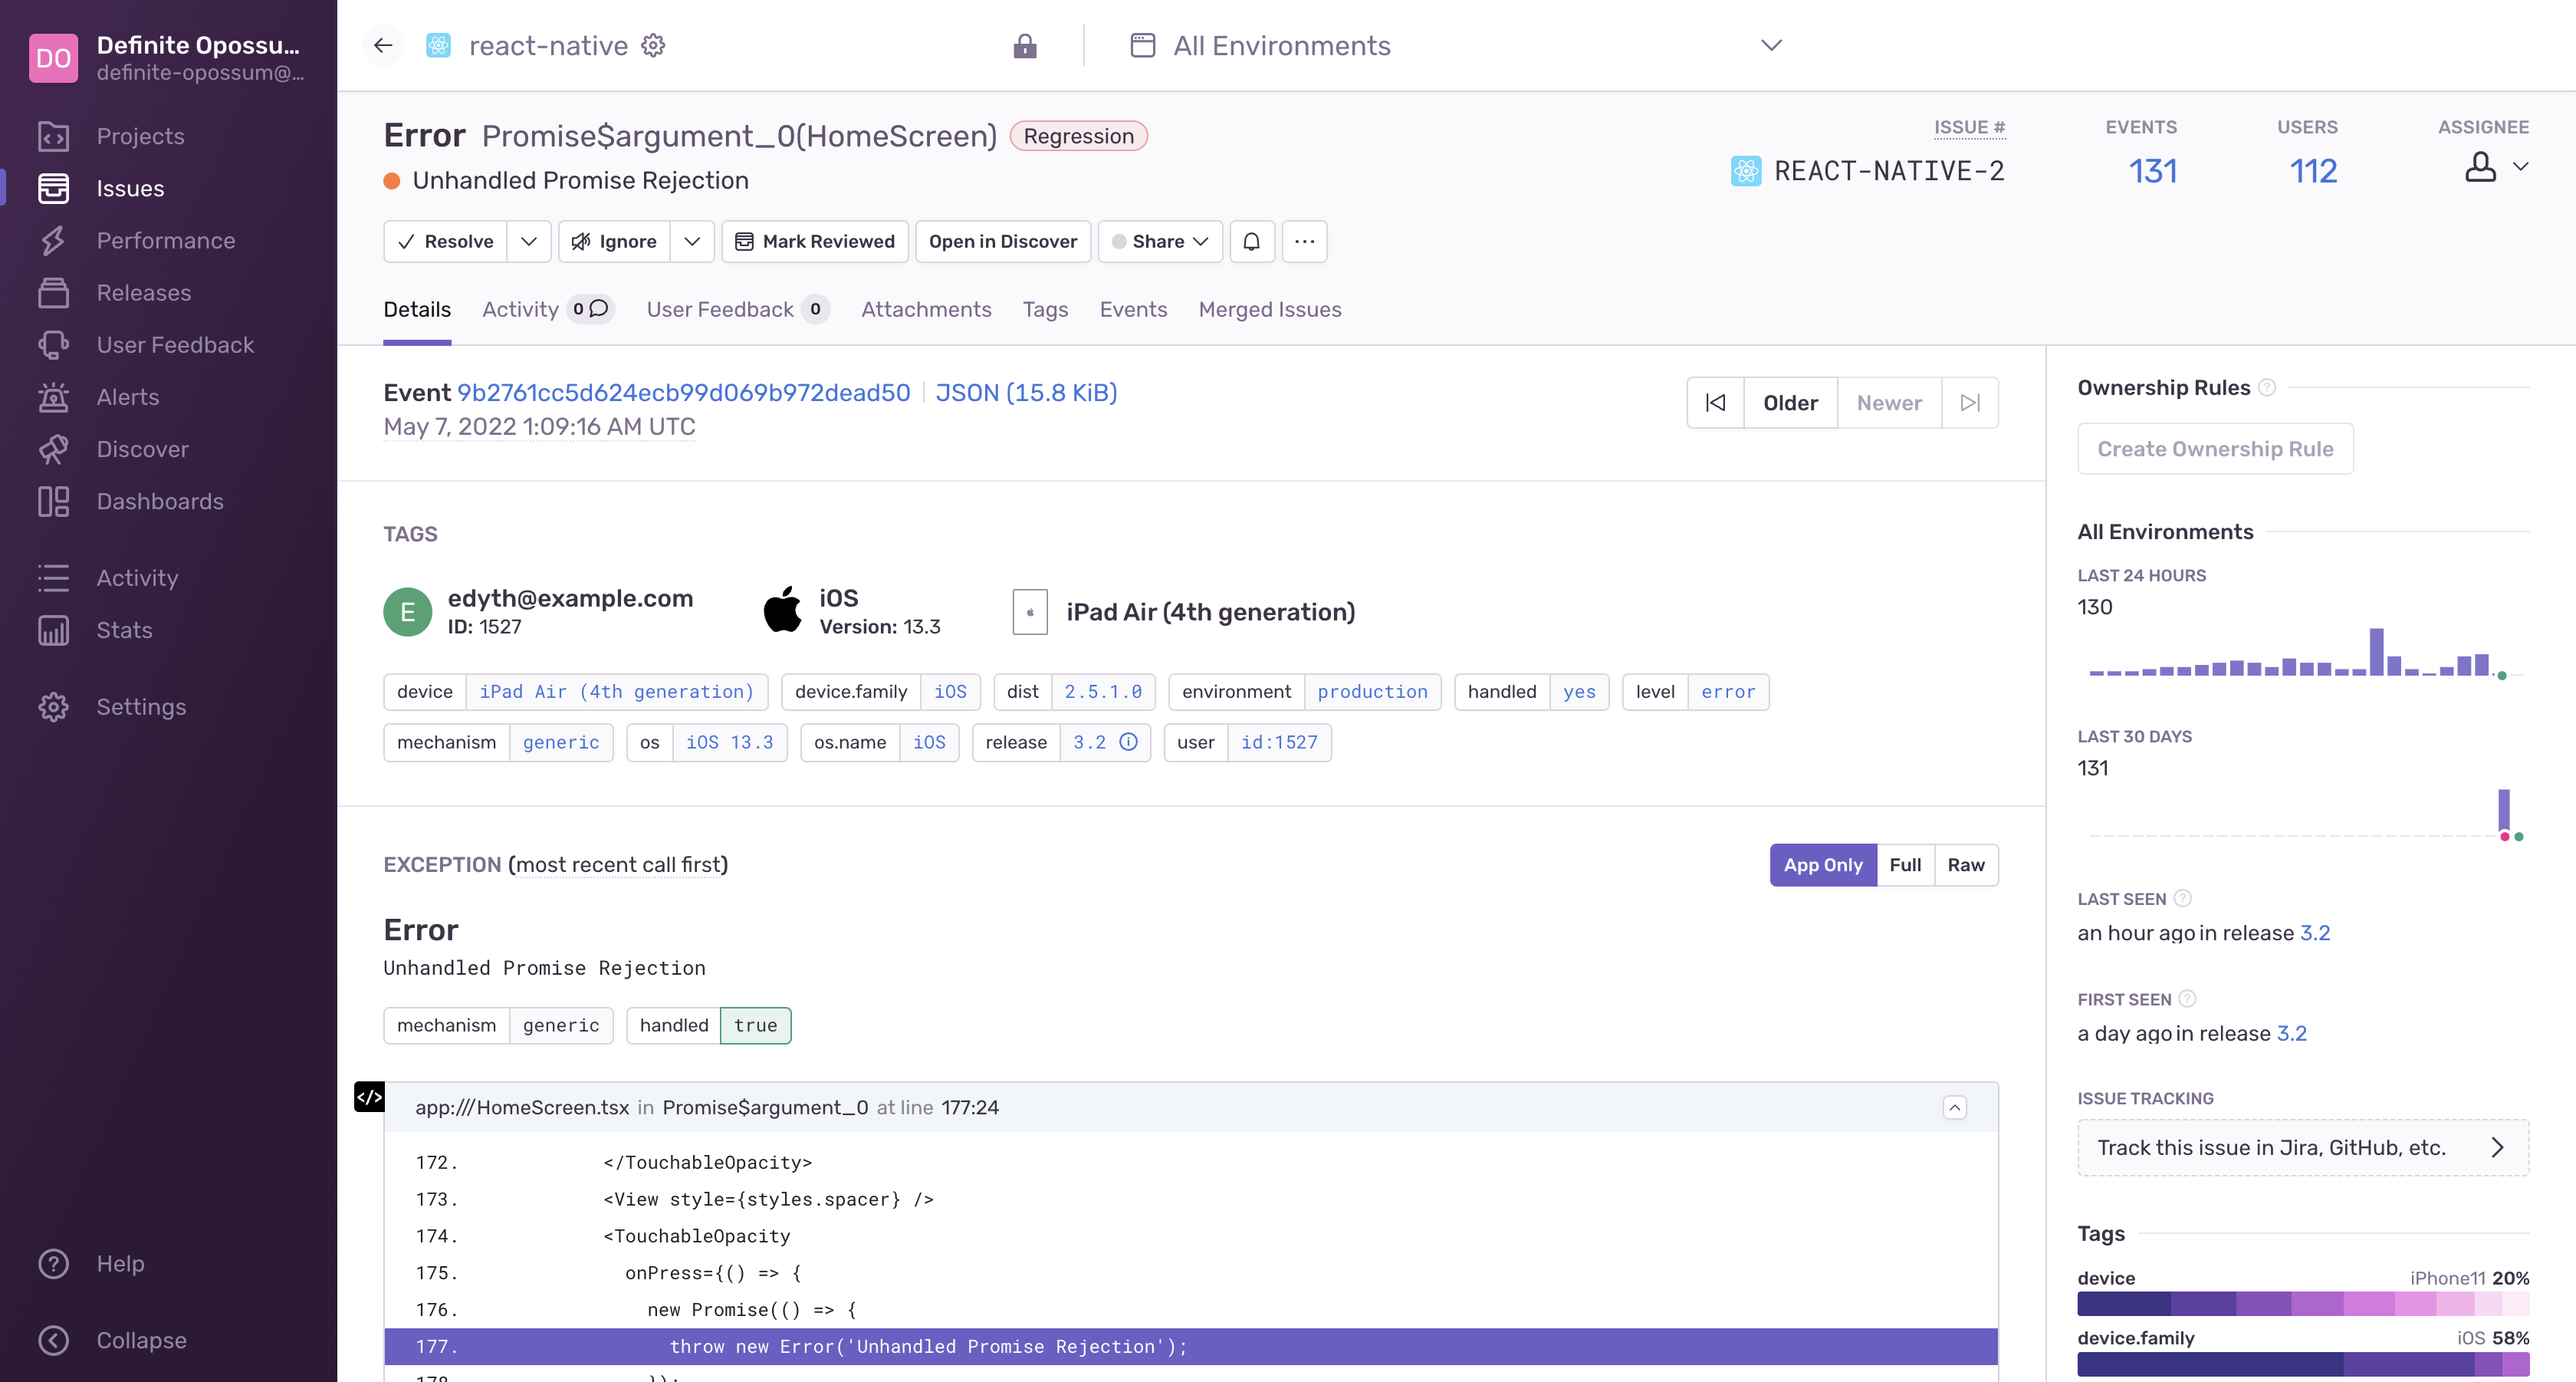 DO
Definite Opossu...
definite-opossum@...
Projects
Issues
Performance
Releases
User Feedback
Alerts
Discover
Dashboards
Activity
Stats
Settings
Help
Collapse
react-native
All Environments
Error Promise$argument_0(HomeScreen) Regression
Unhandled Promise Rejection
ISSUE # EVENTS USERS ASSIGNEE
REACT-NATIVE-2 131 112
Resolve Ignore Mark Reviewed Open in Discover Share ...
Details Activity 0 User Feedback 0 Attachments Tags Events Merged Issues
Event 9b2761cc5d624ecb99d069b972dead50 JSON (15.8 KiB)
May 7, 2022 1:09:16 AM UTC
Older Newer
TAGS
E
edyth@example.com
ID: 1527
iOS
Version: 13.3
iPad Air (4th generation)
device iPad Air (4th generation) device.family iOS dist 2.5.1.0 environment production handled yes level error
mechanism generic os iOS 13.3 os.name iOS release 3.2 user id:1527
EXCEPTION (most recent call first)
App Only Full Raw
Error
Unhandled Promise Rejection
mechanism generic handled true
</>
app:///HomeScreen.tsx in Promise$argument_0 at line 177:24
172. </TouchableOpacity>
173. <View style={styles.spacer} />
174. <TouchableOpacity
175. onPress={() => {
176. new Promise(() => {
177. throw new Error('Unhandled Promise Rejection');
178. });
Ownership Rules ?
Create Ownership Rule
All Environments
LAST 24 HOURS
130
LAST 30 DAYS
131
LAST SEEN ?
an hour ago in release 3.2
FIRST SEEN ?
a day ago in release 3.2
ISSUE TRACKING
Track this issue in Jira, GitHub, etc.
Tags
device iPhone11 20%
device.family iOS 58%